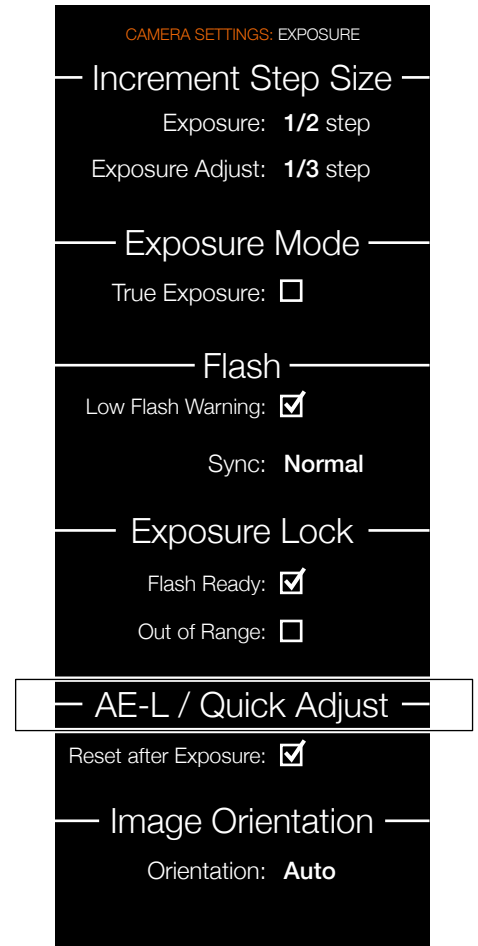 CAMERA SETTINGS: EXPOSURE
Increment Step Size
Exposure: 1/2 step
Exposure Adjust: 1/3 step
Exposure Mode
True Exposure:
Flash
Low Flash Warning:
Sync: Normal
Exposure Lock
Flash Ready:
Out of Range:
AE-L / Quick Adjust
Reset after Exposure:
Image Orientation
Orientation: Auto